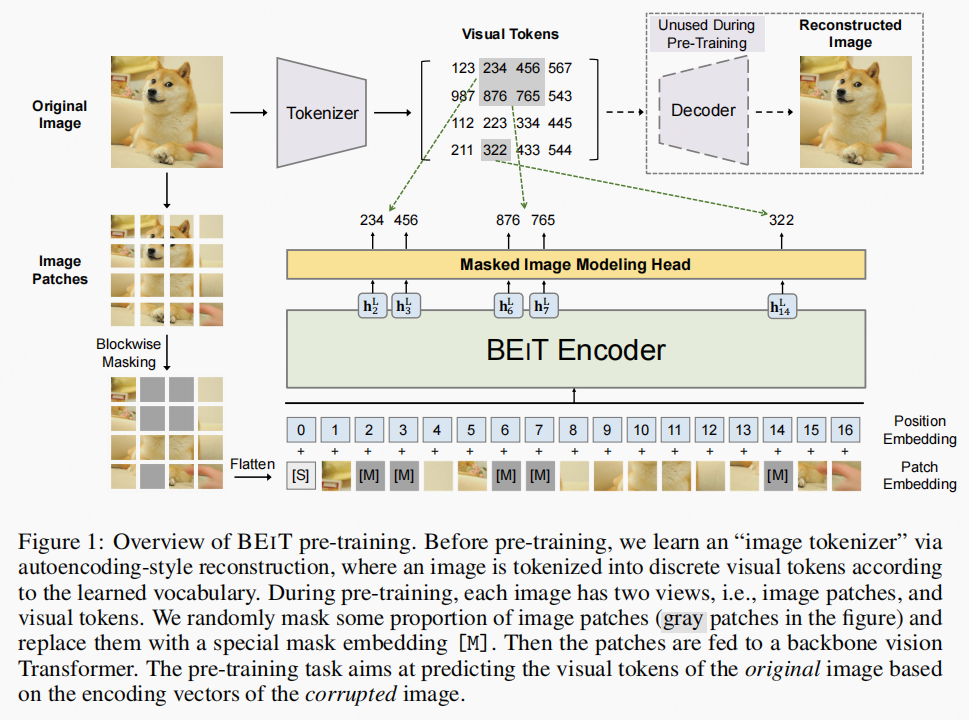 Visual Tokens
Unused During
Pre-Training
Reconstructed
Image
Original
Image
Tokenizer
123 234 456 567
987 876 765 543
112 223 334 445
211 322 433 544
Decoder
234 456 876 765 322
Image
Patches
Masked Image Modeling Head
h₂ᴸ h₃ᴸ h₆ᴸ h₇ᴸ h₁₄ᴸ
BEIT Encoder
Blockwise
Masking
0 1 2 3 4 5 6 7 8 9 10 11 12 13 14 15 16
Position
Embedding
+ + + + + + + + + + + + + + + + +
Flatten
[S] [M] [M] [M] [M] [M]
Patch
Embedding
Figure 1: Overview of BEIT pre-training. Before pre-training, we learn an “image tokenizer” via
autoencoding-style reconstruction, where an image is tokenized into discrete visual tokens according
to the learned vocabulary. During pre-training, each image has two views, i.e., image patches, and
visual tokens. We randomly mask some proportion of image patches (gray patches in the figure) and
replace them with a special mask embedding [M]. Then the patches are fed to a backbone vision
Transformer. The pre-training task aims at predicting the visual tokens of the original image based
on the encoding vectors of the corrupted image.